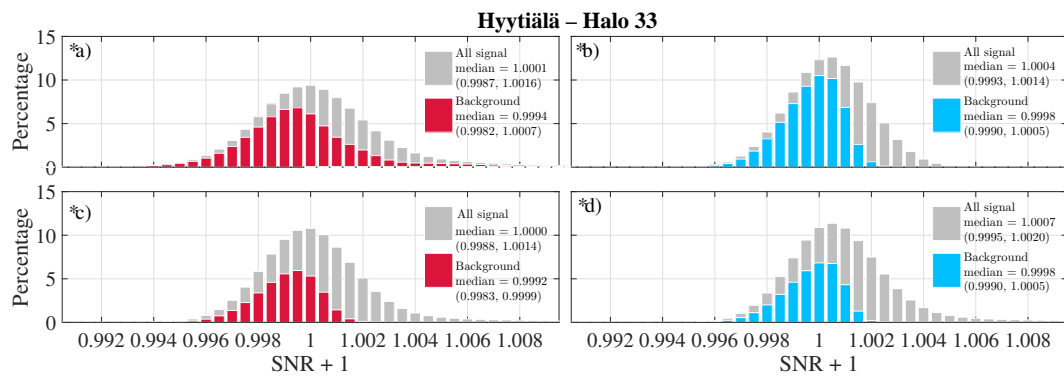 Hyytiälä – Halo 33
15
10
5
0
Percentage
*a)
All signal
median = 1.0001
(0.9987, 1.0016)
Background
median = 0.9994
(0.9982, 1.0007)
*b)
All signal
median = 1.0004
(0.9993, 1.0014)
Background
median = 0.9998
(0.9990, 1.0005)
15
10
5
0
Percentage
*c)
All signal
median = 1.0000
(0.9988, 1.0014)
Background
median = 0.9992
(0.9983, 0.9999)
*d)
All signal
median = 1.0007
(0.9995, 1.0020)
Background
median = 0.9998
(0.9990, 1.0005)
0.992 0.994 0.996 0.998 1 1.002 1.004 1.006 1.008
SNR + 1
0.992 0.994 0.996 0.998 1 1.002 1.004 1.006 1.008
SNR + 1